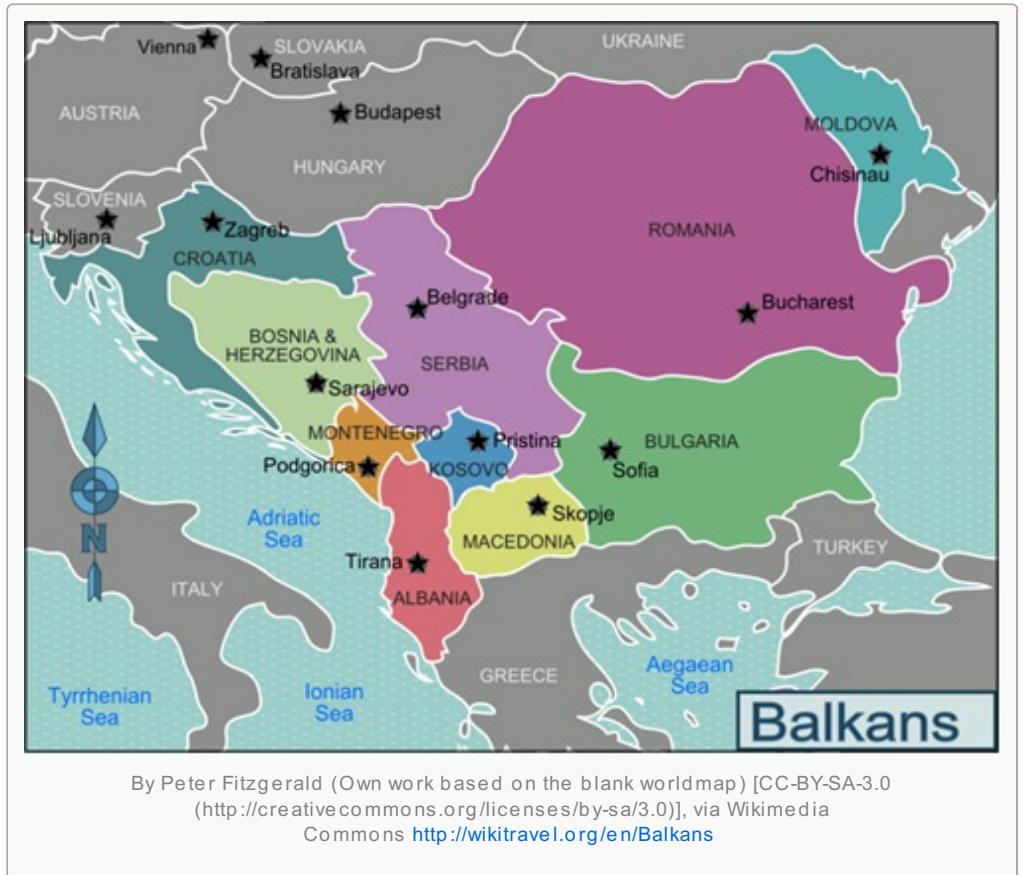 Vienna
SLOVAKIA
Bratislava
UKRAINE
AUSTRIA
Budapest
HUNGARY
MOLDOVA
Chisinau
SLOVENIA
Ljubljana
Zagreb
CROATIA
ROMANIA
Belgrade
Bucharest
BOSNIA &
HERZEGOVINA
SERBIA
Sarajevo
MONTENEGRO
Pristina
KOSOVO
BULGARIA
Sofia
Podgorica
Adriatic
Sea
N
Skopje
MACEDONIA
TURKEY
Tirana
ITALY
ALBANIA
GREECE
Aegaean
Sea
Tyrrhenian
Sea
Ionian
Sea
Balkans
By Peter Fitzgerald (Own work based on the blank worldmap) [CC-BY-SA-3.0
(http://creativecommons.org/licenses/by-sa/3.0)], via Wikimedia
Commons http://wikitravel.org/en/Balkans